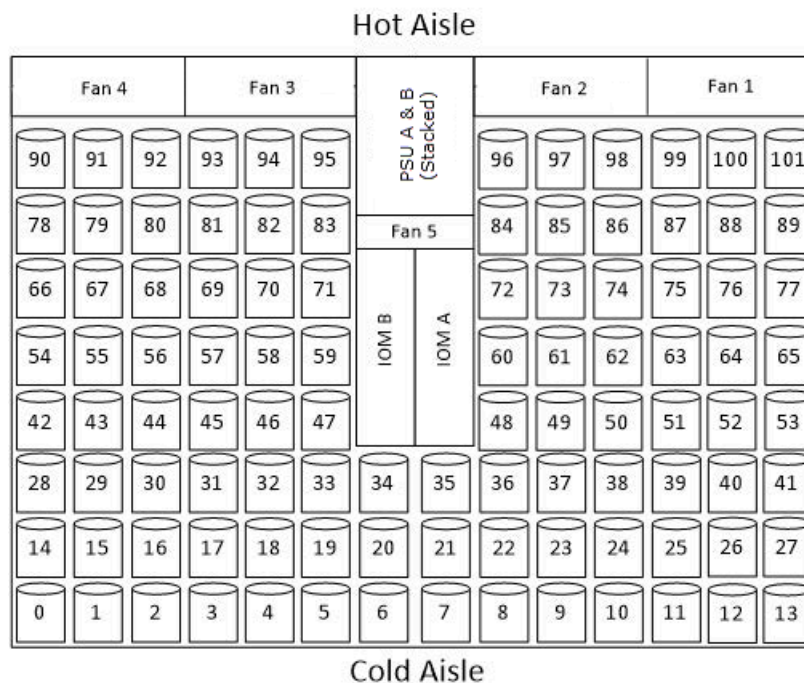 Hot Aisle
Fan 4 Fan 3 PSU A & B (Stacked) Fan 2 Fan 1
90 91 92 93 94 95 96 97 98 99 100 101
78 79 80 81 82 83 Fan 5 84 85 86 87 88 89
66 67 68 69 70 71 IOM B IOM A 72 73 74 75 76 77
54 55 56 57 58 59 60 61 62 63 64 65
42 43 44 45 46 47 48 49 50 51 52 53
28 29 30 31 32 33 34 35 36 37 38 39 40 41
14 15 16 17 18 19 20 21 22 23 24 25 26 27
0 1 2 3 4 5 6 7 8 9 10 11 12 13
Cold Aisle